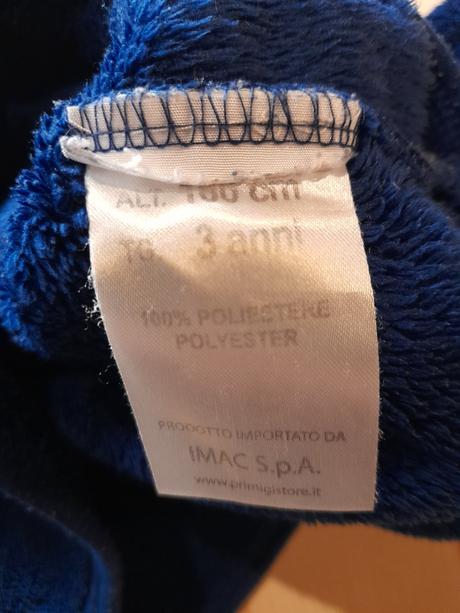 ALT. 100 cm
TG. 3 anni
100% POLIESTERE
POLYESTER
PRODOTTO IMPORTATO DA
IMAC S.p.A.
www.primigistore.it